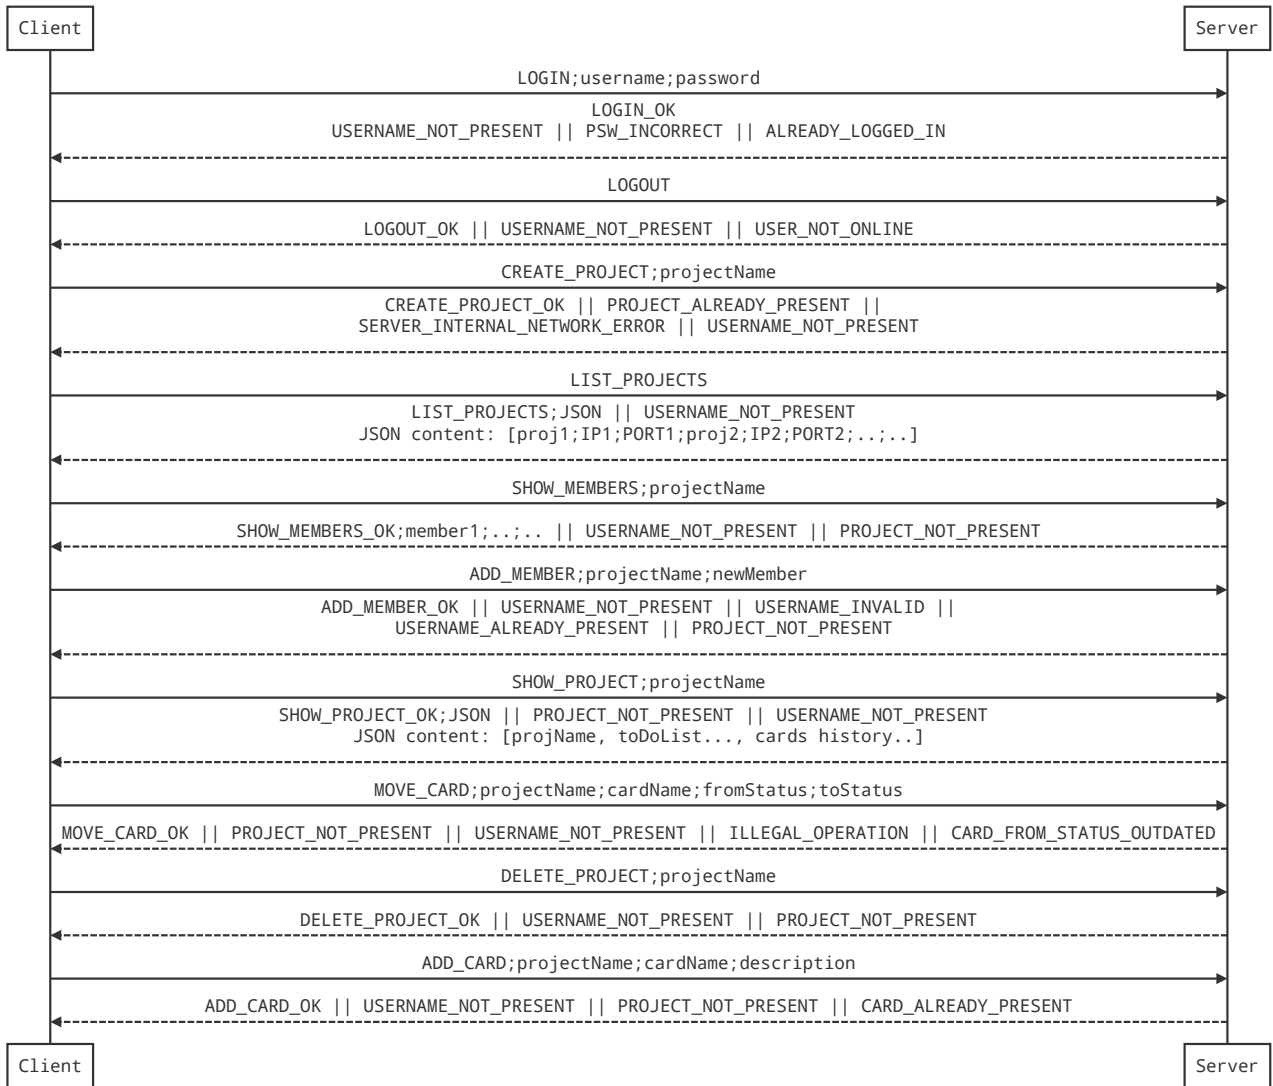 Client
Server
LOGIN;username;password
LOGIN_OK
USERNAME_NOT_PRESENT || PSW_INCORRECT || ALREADY_LOGGED_IN
LOGOUT
LOGOUT_OK || USERNAME_NOT_PRESENT || USER_NOT_ONLINE
CREATE_PROJECT;projectName
CREATE_PROJECT_OK || PROJECT_ALREADY_PRESENT ||
SERVER_INTERNAL_NETWORK_ERROR || USERNAME_NOT_PRESENT
LIST_PROJECTS
LIST_PROJECTS;JSON || USERNAME_NOT_PRESENT
JSON content: [proj1;IP1;PORT1;proj2;IP2;PORT2;..;..]
SHOW_MEMBERS;projectName
SHOW_MEMBERS_OK;member1;..;.. || USERNAME_NOT_PRESENT || PROJECT_NOT_PRESENT
ADD_MEMBER;projectName;newMember
ADD_MEMBER_OK || USERNAME_NOT_PRESENT || USERNAME_INVALID ||
USERNAME_ALREADY_PRESENT || PROJECT_NOT_PRESENT
SHOW_PROJECT;projectName
SHOW_PROJECT_OK;JSON || PROJECT_NOT_PRESENT || USERNAME_NOT_PRESENT
JSON content: [projName, toDoList..., cards history..]
MOVE_CARD;projectName;cardName;fromStatus;toStatus
MOVE_CARD_OK || PROJECT_NOT_PRESENT || USERNAME_NOT_PRESENT || ILLEGAL_OPERATION || CARD_FROM_STATUS_OUTDATED
DELETE_PROJECT;projectName
DELETE_PROJECT_OK || USERNAME_NOT_PRESENT || PROJECT_NOT_PRESENT
ADD_CARD;projectName;cardName;description
ADD_CARD_OK || USERNAME_NOT_PRESENT || PROJECT_NOT_PRESENT || CARD_ALREADY_PRESENT
Client
Server